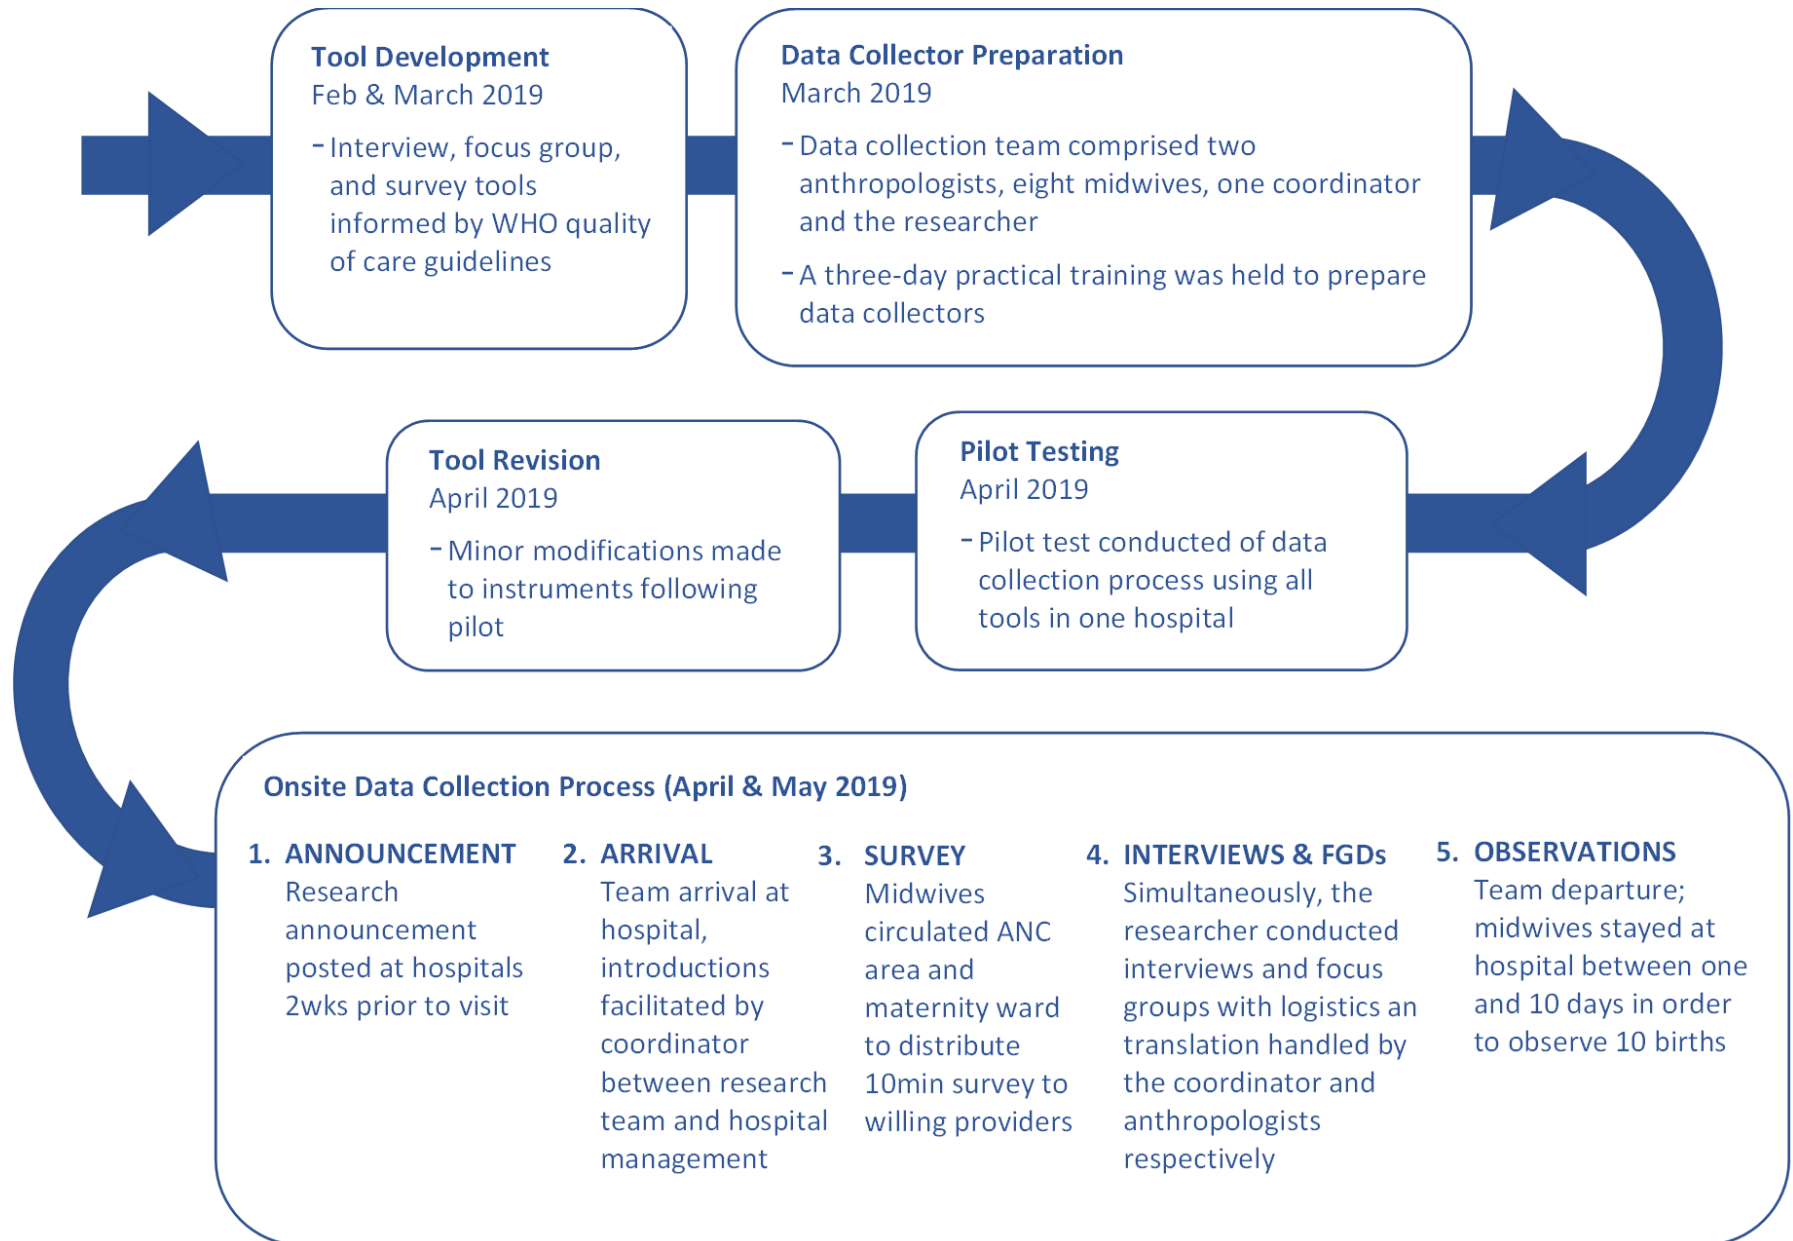 Tool Development
Feb & March 2019
- Interview, focus group,
and survey tools
informed by WHO quality
of care guidelines
Data Collector Preparation
March 2019
- Data collection team comprised two
anthropologists, eight midwives, one coordinator
and the researcher
- A three-day practical training was held to prepare
data collectors
Pilot Testing
April 2019
- Pilot test conducted of data
collection process using all
tools in one hospital
Tool Revision
April 2019
- Minor modifications made
to instruments following
pilot
Onsite Data Collection Process (April & May 2019)
1. ANNOUNCEMENT
Research
announcement
posted at hospitals
2wks prior to visit
2. ARRIVAL
Team arrival at
hospital,
introductions
facilitated by
coordinator
between research
team and hospital
management
3. SURVEY
Midwives
circulated ANC
area and
maternity ward
to distribute
10min survey to
willing providers
4. INTERVIEWS & FGDs
Simultaneously, the
researcher conducted
interviews and focus
groups with logistics an
translation handled by
the coordinator and
anthropologists
respectively
5. OBSERVATIONS
Team departure;
midwives stayed at
hospital between one
and 10 days in order
to observe 10 births